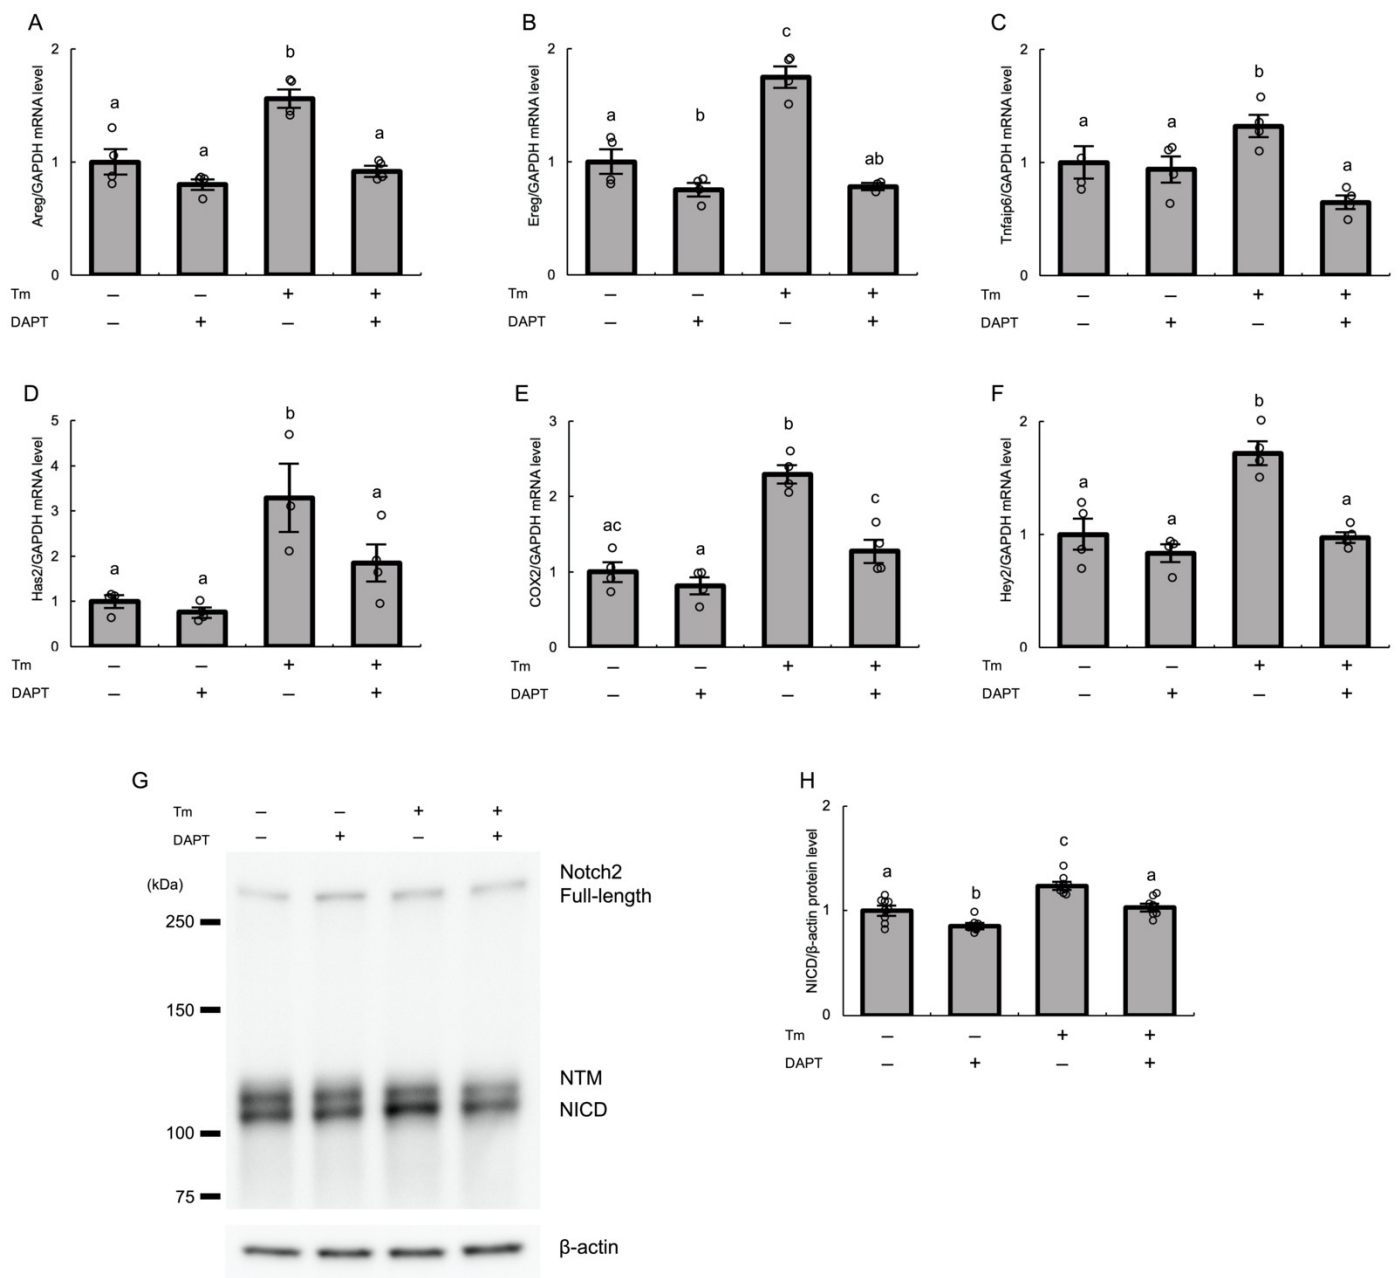 A
Areg/GAPDH mRNA level
2
1
0
a
a
b
a
Tm – – + +
DAPT – + – +
B
Ereg/GAPDH mRNA level
2
1
0
a
b
c
ab
Tm – – + +
DAPT – + – +
C
Tnfaip6/GAPDH mRNA level
2
1
0
a
a
b
a
Tm – – + +
DAPT – + – +
D
Has2/GAPDH mRNA level
5
4
3
2
1
0
a
a
b
a
Tm – – + +
DAPT – + – +
E
COX2/GAPDH mRNA level
3
2
1
0
ac
a
b
c
Tm – – + +
DAPT – + – +
F
Hey2/GAPDH mRNA level
2
1
0
a
a
b
a
Tm – – + +
DAPT – + – +
G
Tm – – + +
DAPT – + – +
(kDa)
250
150
100
75
Notch2
Full-length
NTM
NICD
β-actin
H
NICD/β-actin protein level
2
1
0
a
b
c
a
Tm – – + +
DAPT – + – +